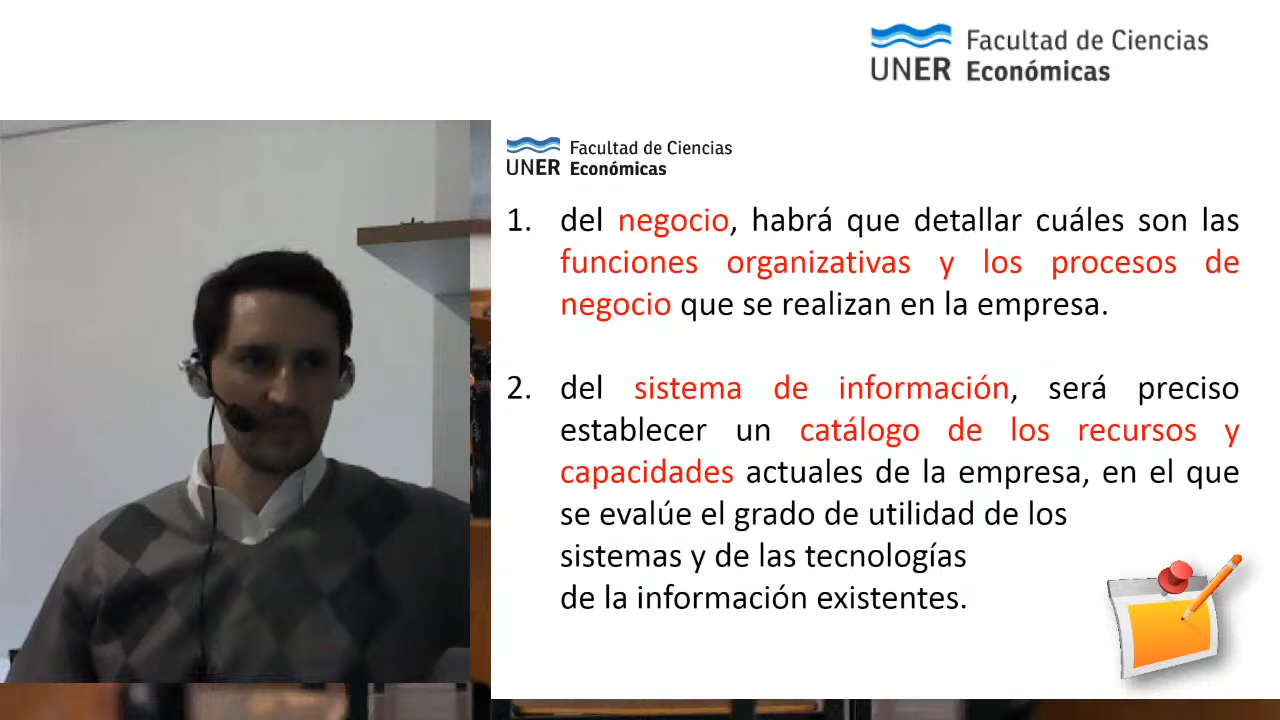 UNER Facultad de Ciencias
Económicas
UNER Facultad de Ciencias
Económicas
1. del negocio, habrá que detallar cuáles son las
funciones organizativas y los procesos de
negocio que se realizan en la empresa.
2. del sistema de información, será preciso
establecer un catálogo de los recursos y
capacidades actuales de la empresa, en el que
se evalúe el grado de utilidad de los
sistemas y de las tecnologías
de la información existentes.